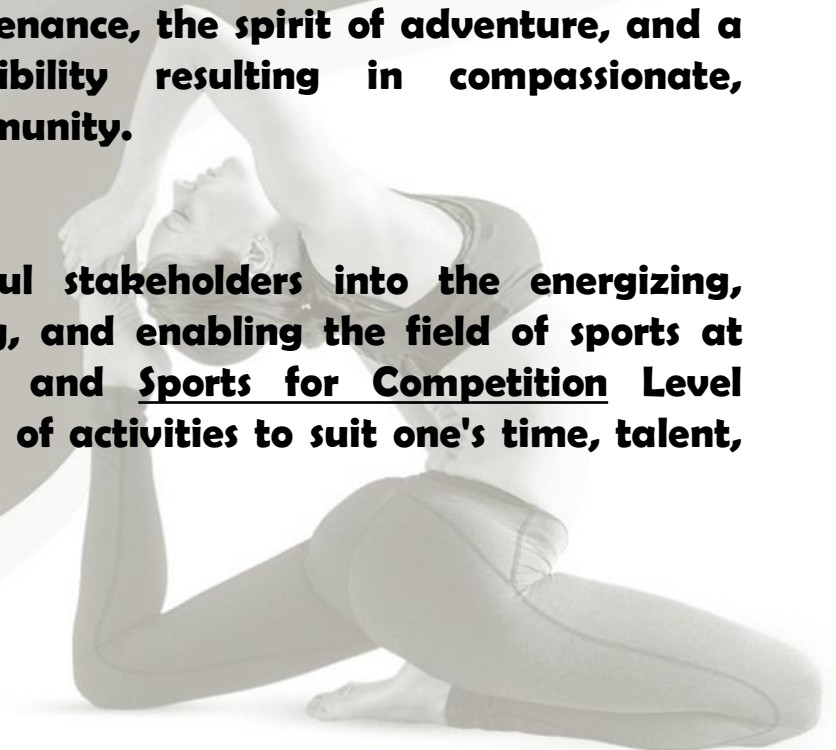 enance, the spirit of adventure, and a
ibility resulting in compassionate,
munity.
ul stakeholders into the energizing,
g, and enabling the field of sports at
and Sports for Competition Level
of activities to suit one's time, talent,